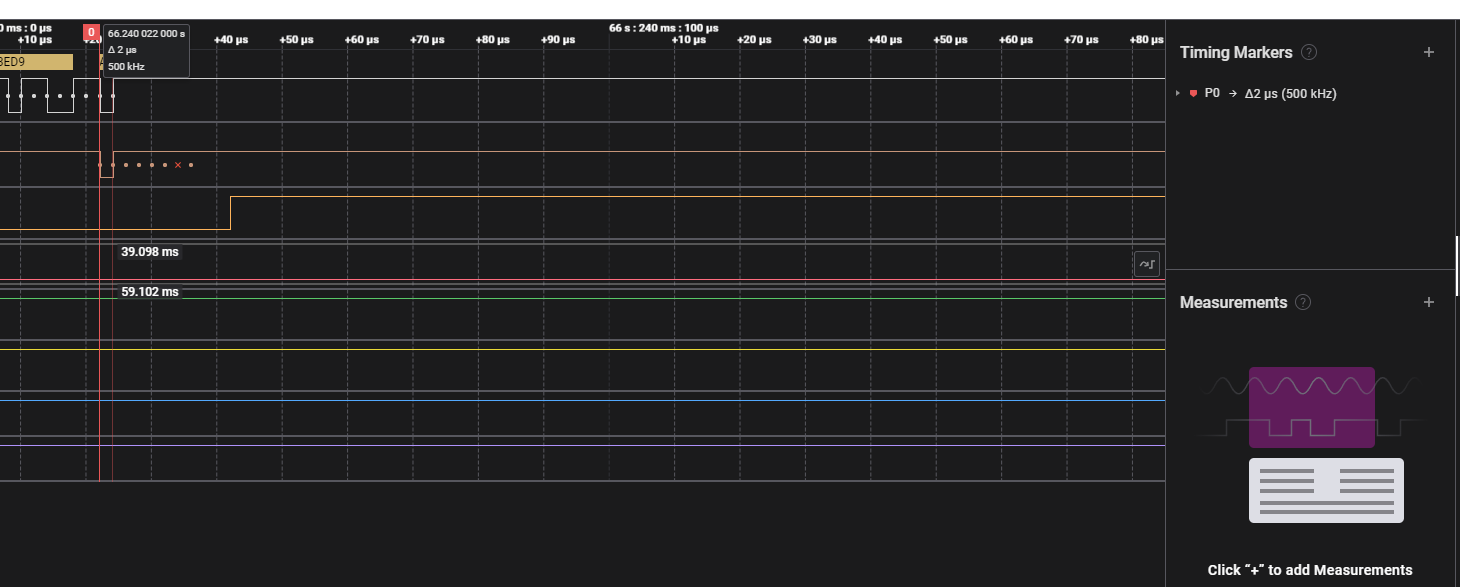 0 ms : 0 µs
66 s : 240 ms : 100 µs
+10 µs
+20
+40 µs
+50 µs
+60 µs
+70 µs
+80 µs
+90 µs
+10 µs
+20 µs
+30 µs
+40 µs
+50 µs
+60 µs
+70 µs
+80 µs
0
66.240 022 000 s
Δ 2 µs
500 kHz
BED9
39.098 ms
59.102 ms
Timing Markers ?
+
P0 → Δ2 µs (500 kHz)
Measurements ?
+
Click “+” to add Measurements